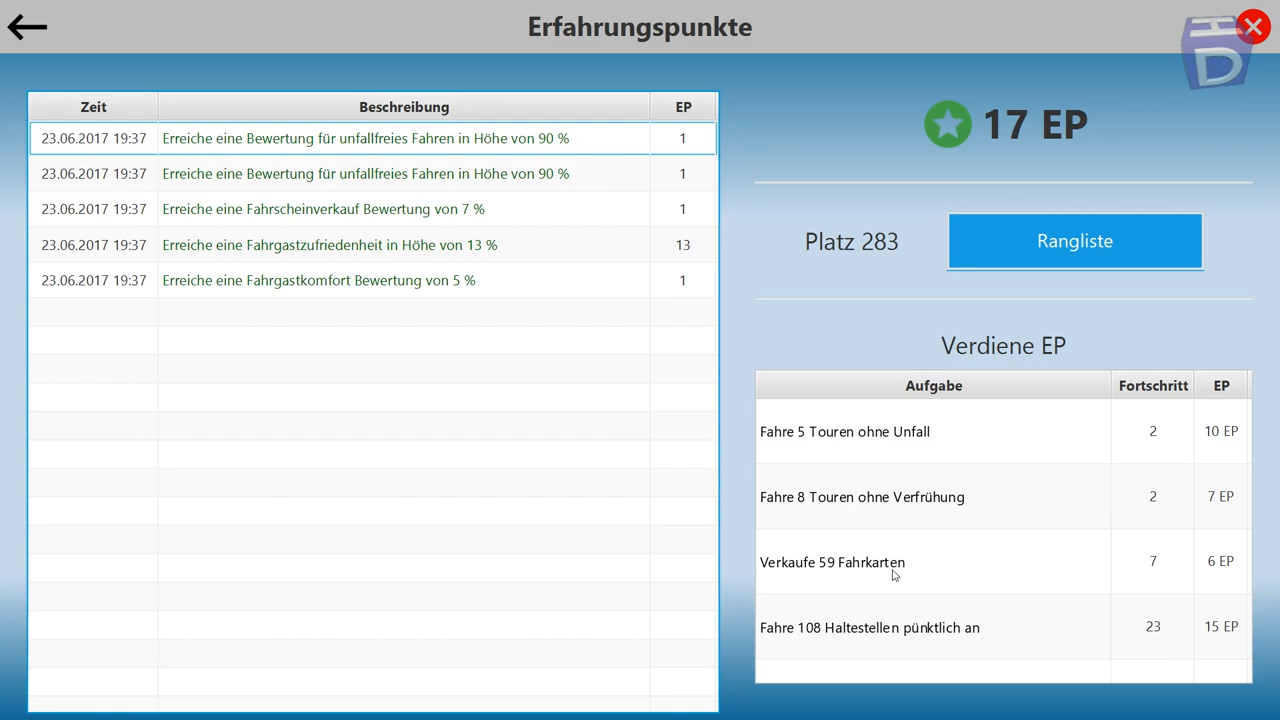 Erfahrungspunkte
D
Zeit Beschreibung EP
23.06.2017 19:37 Erreiche eine Bewertung für unfallfreies Fahren in Höhe von 90 % 1
23.06.2017 19:37 Erreiche eine Bewertung für unfallfreies Fahren in Höhe von 90 % 1
23.06.2017 19:37 Erreiche eine Fahrscheinverkauf Bewertung von 7 % 1
23.06.2017 19:37 Erreiche eine Fahrgastzufriedenheit in Höhe von 13 % 13
23.06.2017 19:37 Erreiche eine Fahrgastkomfort Bewertung von 5 % 1
17 EP
Platz 283 Rangliste
Verdiene EP
Aufgabe Fortschritt EP
Fahre 5 Touren ohne Unfall 2 10 EP
Fahre 8 Touren ohne Verfrühung 2 7 EP
Verkaufe 59 Fahrkarten 7 6 EP
Fahre 108 Haltestellen pünktlich an 23 15 EP